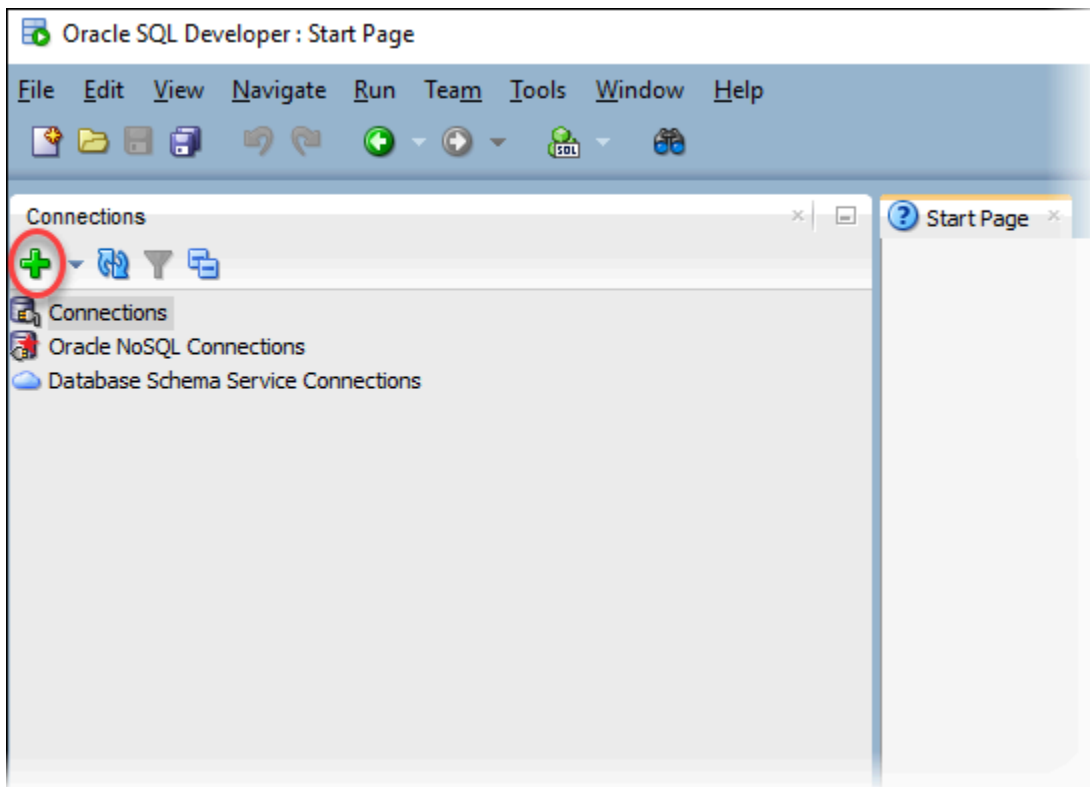 Oracle SQL Developer : Start Page
File Edit View Navigate Run Team Tools Window Help
SQL
Connections
Start Page
Connections
Oracle NoSQL Connections
Database Schema Service Connections